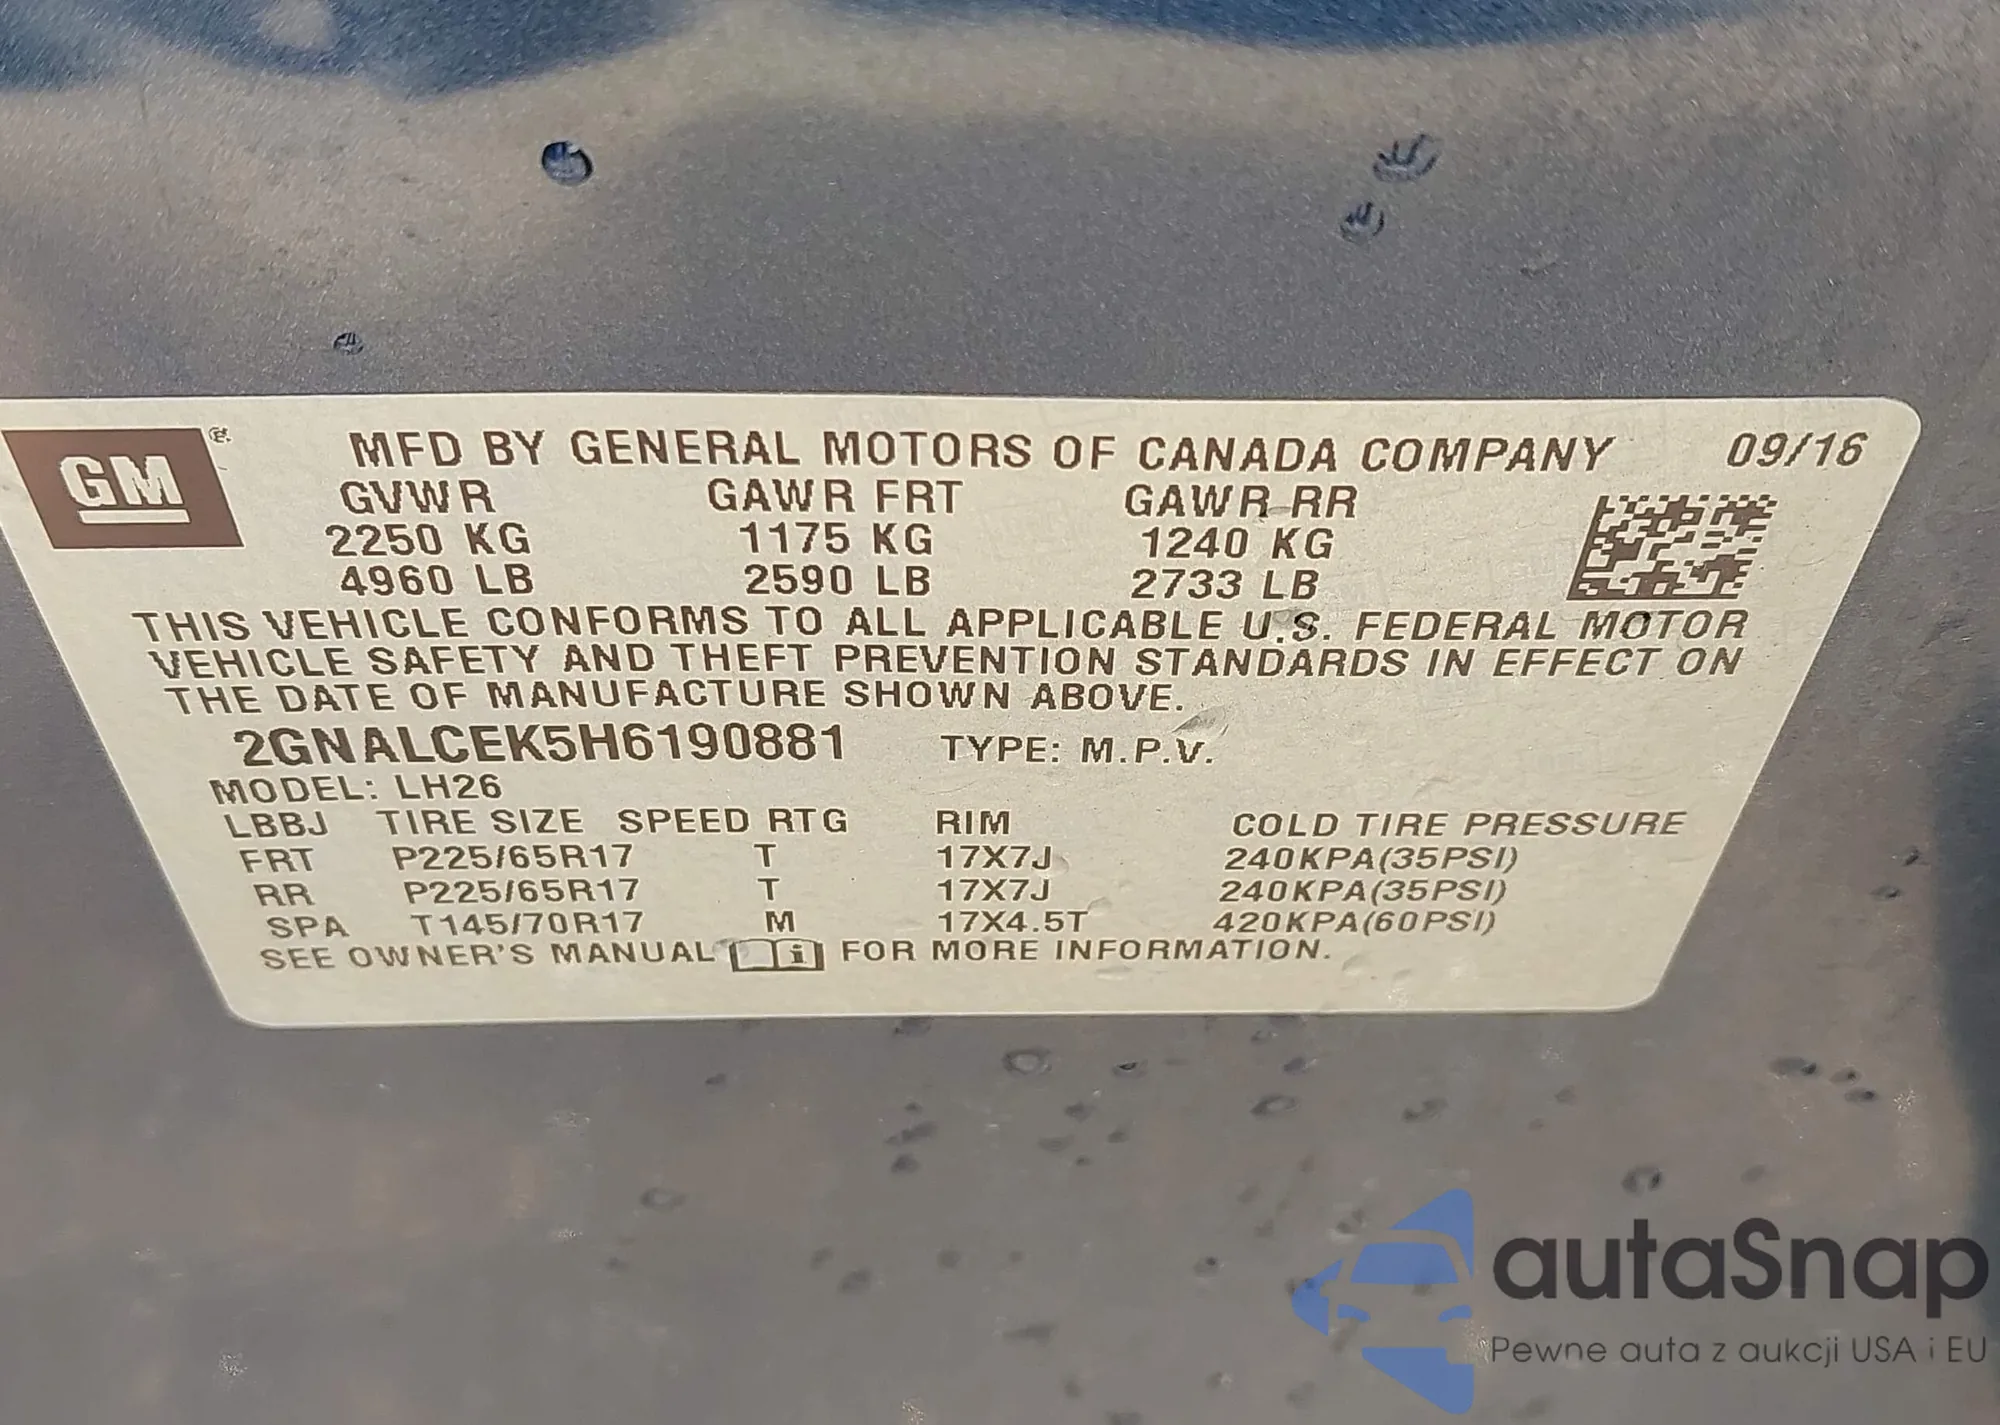 GM
MFD BY GENERAL MOTORS OF CANADA COMPANY 09/16
GVWR GAWR FRT GAWR RR
2250 KG 1175 KG 1240 KG
4960 LB 2590 LB 2733 LB
THIS VEHICLE CONFORMS TO ALL APPLICABLE U.S. FEDERAL MOTOR
VEHICLE SAFETY AND THEFT PREVENTION STANDARDS IN EFFECT ON
THE DATE OF MANUFACTURE SHOWN ABOVE.
2GNALCEK5H6190881 TYPE: M.P.V.
MODEL: LH26
LBBJ TIRE SIZE SPEED RTG RIM COLD TIRE PRESSURE
FRT P225/65R17 T 17X7J 240KPA(35PSI)
RR P225/65R17 T 17X7J 240KPA(35PSI)
SPA T145/70R17 M 17X4.5T 420KPA(60PSI)
SEE OWNER'S MANUAL i FOR MORE INFORMATION.
autaSnap
Pewne auta z aukcji USA i EU